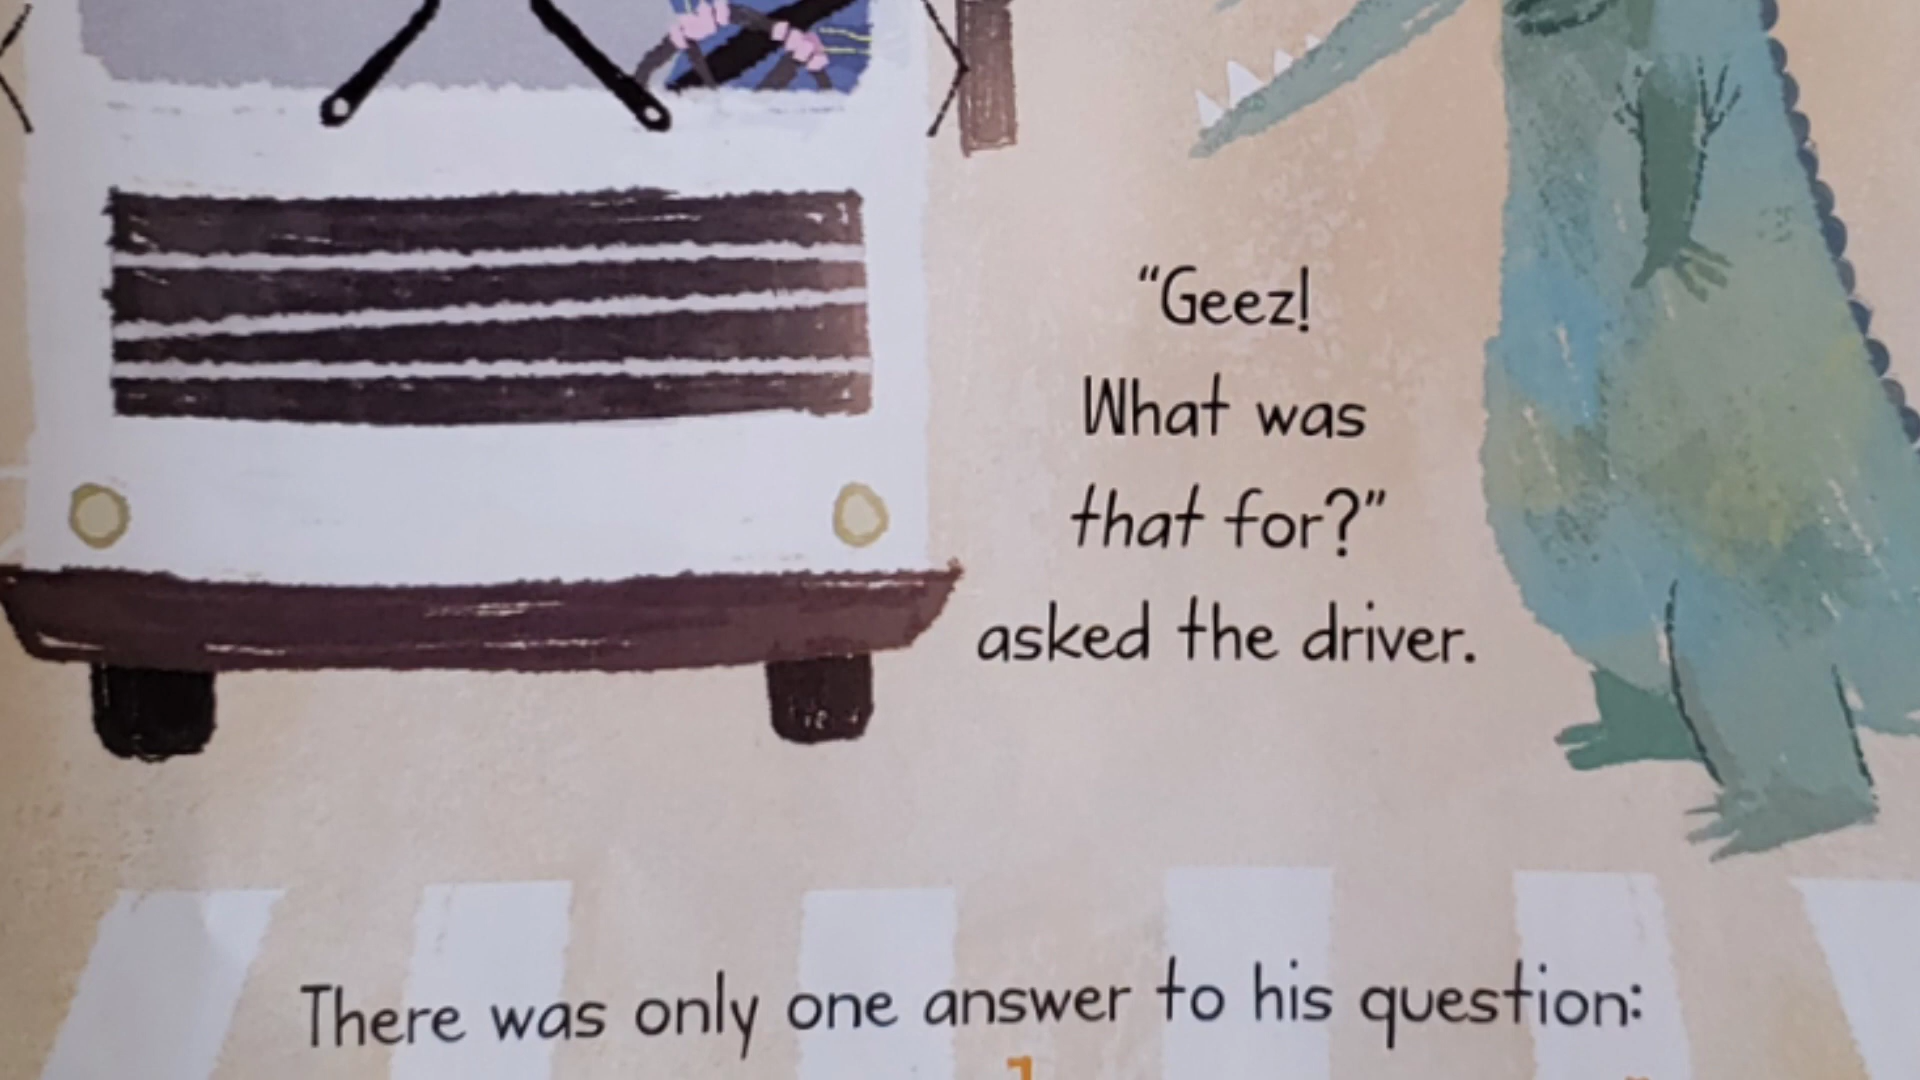 “Geez!
What was
that for?”
asked the driver.
There was only one answer to his question: